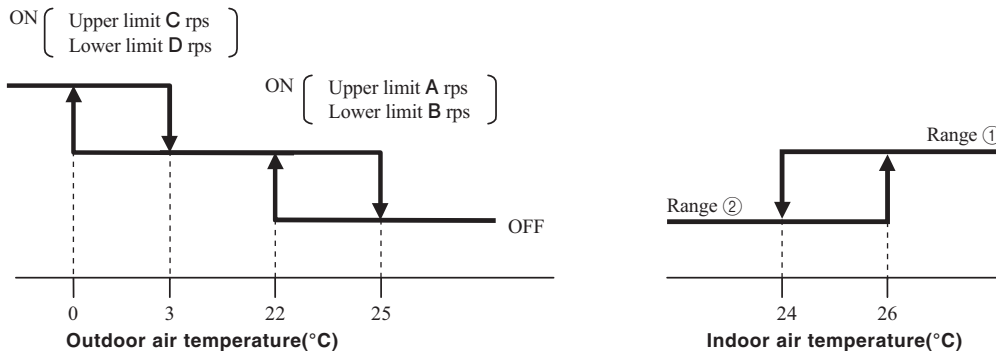 ON
Upper limit C rps
Lower limit D rps
ON
Upper limit A rps
Lower limit B rps
OFF
0 3 22 25
Outdoor air temperature(°C)
Range ①
Range ②
24 26
Indoor air temperature(°C)